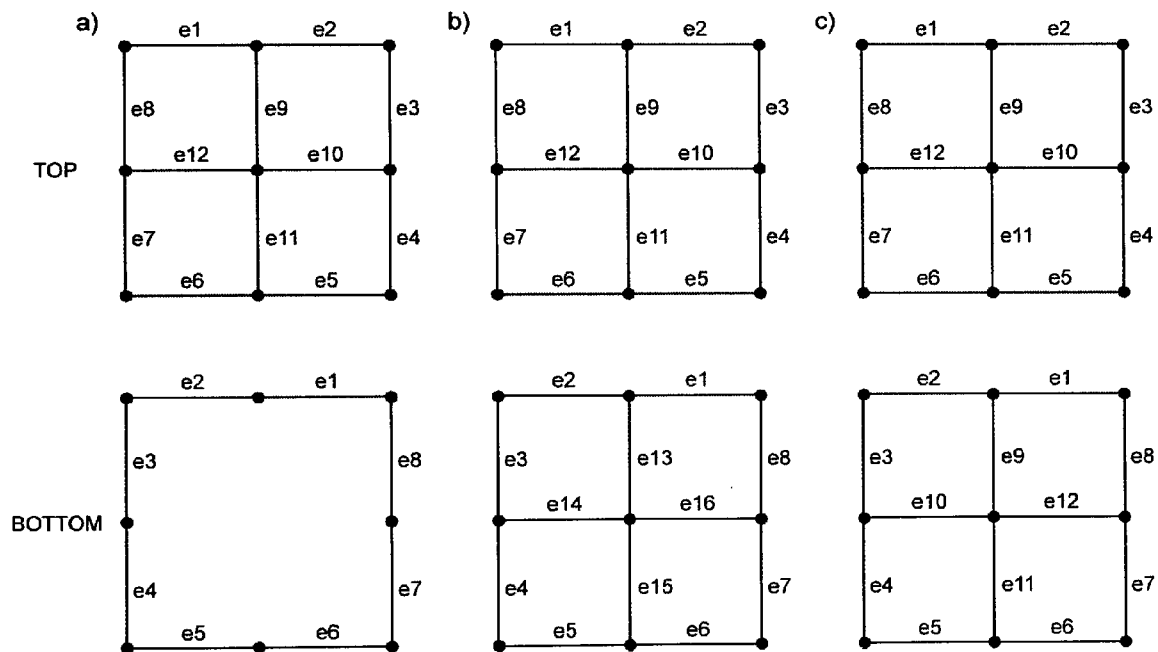 a) e1 e2 b) e1 e2 c) e1 e2
e8 e9 e3 e8 e9 e3 e8 e9 e3
TOP e12 e10 e12 e10 e12 e10
e7 e11 e4 e7 e11 e4 e7 e11 e4
e6 e5 e6 e5 e6 e5
e2 e1 e2 e1 e2 e1
e3 e8 e3 e13 e8 e3 e9 e8
BOTTOM e14 e16 e10 e12
e4 e7 e4 e15 e7 e4 e11 e7
e5 e6 e5 e6 e5 e6